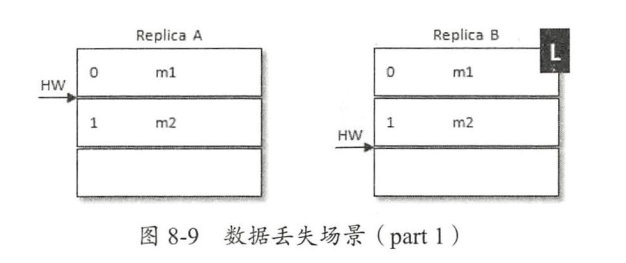 Replica A
Replica B
L
0 m1
0 m1
HW
1 m2
1 m2
HW
图 8-9 数据丢失场景（part 1）